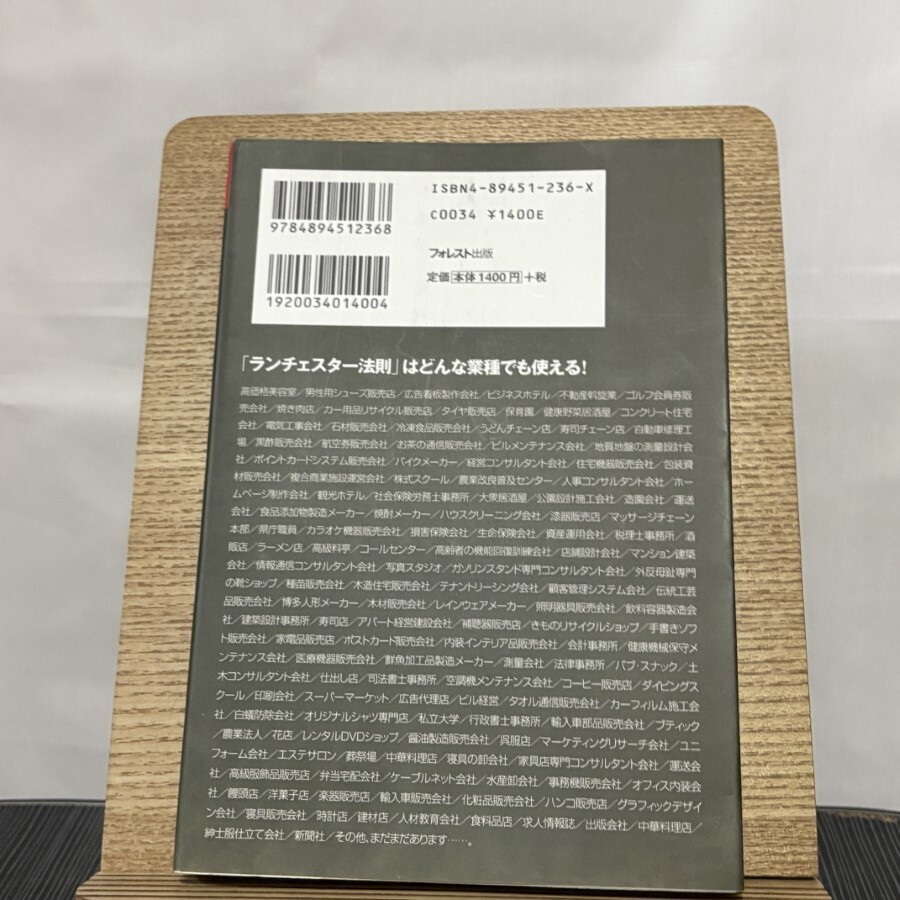 ISBN4-89451-236-X
C0034 ¥1400E
9784894512368
フォレスト出版
定価 本体1400円 +税
1920034014004
「ランチェスター法則」はどんな業種でも使える!
高価格美容室/男性用シューズ販売店/広告看板製作会社/ビジネスホテル/不動産斡旋業/ゴルフ会員券販
売会社/焼き肉店/カー用品リサイクル販売店/タイヤ販売店/保育園/健康野菜居酒屋/コンクリート住宅
会社/電気工事会社/石材販売会社/冷凍食品販売会社/うどんチェーン店/寿司チェーン店/自動車修理工
場/黒酢販売会社/航空券販売会社/お茶の通信販売会社/ビルメンテナンス会社/地質地盤の測量設計会
社/ポイントカードシステム販売会社/バイクメーカー/経営コンサルタント会社/住宅機器販売会社/包装資
材販売会社/複合商業施設運営会社/株式スクール/農業改良普及センター/人事コンサルタント会社/ホー
ムページ制作会社/観光ホテル/社会保険労務士事務所/大衆居酒屋/公園設計施工会社/造園会社/運送
会社/食品添加物製造メーカー/焼酎メーカー/ハウスクリーニング会社/漆器販売店/マッサージチェーン
本部/県庁職員/カラオケ機器販売会社/損害保険会社/生命保険会社/資産運用会社/税理士事務所/酒
販店/ラーメン店/高級料亭/コールセンター/高齢者の機能回復訓練会社/店舗設計会社/マンション建築
会社/情報通信コンサルタント会社/写真スタジオ/ガソリンスタンド専門コンサルタント会社/外反母趾専門
の靴ショップ/種苗販売会社/木造住宅販売会社/テナントリーシング会社/顧客管理システム会社/伝統工芸
品販売会社/博多人形メーカー/木材販売会社/レインウェアメーカー/照明器具販売会社/飲料容器製造会
社/建築設計事務所/寿司店/アパート経営建設会社/補聴器販売店/きものリサイクルショップ/手書きソフ
ト販売会社/家電品販売店/ポストカード販売会社/内装インテリア品販売会社/会計事務所/健康機械保守メ
ンテナンス会社/医療機器販売会社/鮮魚加工品製造メーカー/測量会社/法律事務所/パブ・スナック/土
木コンサルタント会社/仕出し店/司法書士事務所/空調機メンテナンス会社/コーヒー販売店/ダイビングス
クール/印刷会社/スーパーマーケット/広告代理店/ビル経営/タオル通信販売会社/カーフィルム施工会
社/白蟻防除会社/オリジナルシャツ専門店/私立大学/行政書士事務所/輸入車部品販売会社/ブティック
/農業法人/花店/レンタルDVDショップ/醤油製造販売会社/呉服店/マーケティングリサーチ会社/ユニ
フォーム会社/エステサロン/葬祭場/中華料理店/寝具の卸会社/家具店専門コンサルタント会社/運送会
社/高級服飾品販売店/弁当宅配会社/ケーブルネット会社/水産卸会社/事務機販売会社/オフィス内装会
社/饅頭店/洋菓子店/楽器販売店/輸入車販売会社/化粧品販売会社/ハンコ販売店/グラフィックデザイ
ン会社/寝具販売会社/時計店/建材店/人材教育会社/食料品店/求人情報誌/出版会社/中華料理店/
紳士服仕立て会社/新聞社/その他、まだまだあります……。